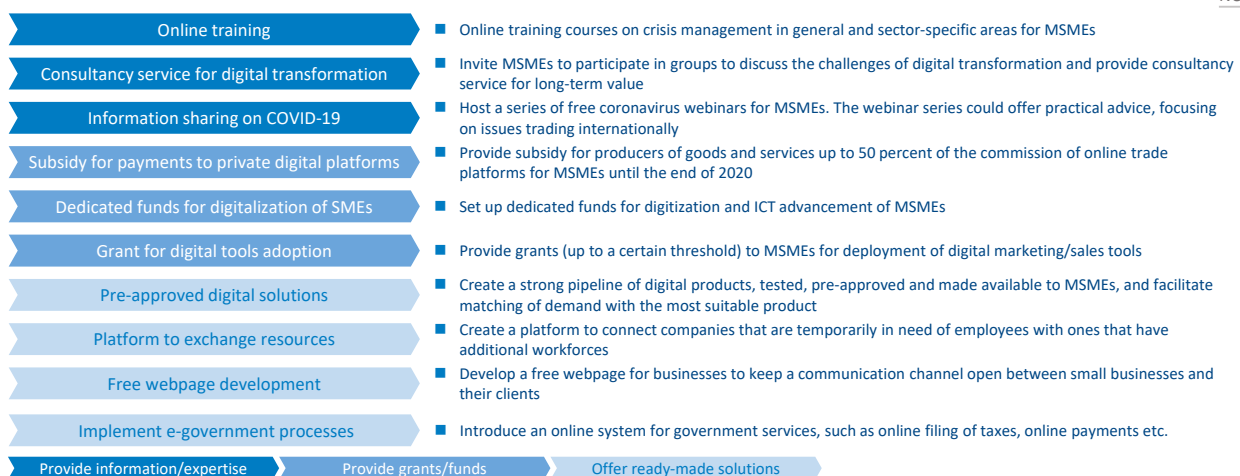 Online training
■ Online training courses on crisis management in general and sector-specific areas for MSMEs
Consultancy service for digital transformation
■ Invite MSMEs to participate in groups to discuss the challenges of digital transformation and provide consultancy
service for long-term value
Information sharing on COVID-19
■ Host a series of free coronavirus webinars for MSMEs. The webinar series could offer practical advice, focusing
on issues trading internationally
Subsidy for payments to private digital platforms
■ Provide subsidy for producers of goods and services up to 50 percent of the commission of online trade
platforms for MSMEs until the end of 2020
Dedicated funds for digitalization of SMEs
■ Set up dedicated funds for digitization and ICT advancement of MSMEs
Grant for digital tools adoption
■ Provide grants (up to a certain threshold) to MSMEs for deployment of digital marketing/sales tools
Pre-approved digital solutions
■ Create a strong pipeline of digital products, tested, pre-approved and made available to MSMEs, and facilitate
matching of demand with the most suitable product
Platform to exchange resources
■ Create a platform to connect companies that are temporarily in need of employees with ones that have
additional workforces
Free webpage development
■ Develop a free webpage for businesses to keep a communication channel open between small businesses and
their clients
Implement e-government processes
■ Introduce an online system for government services, such as online filing of taxes, online payments etc.
Provide information/expertise
Provide grants/funds
Offer ready-made solutions